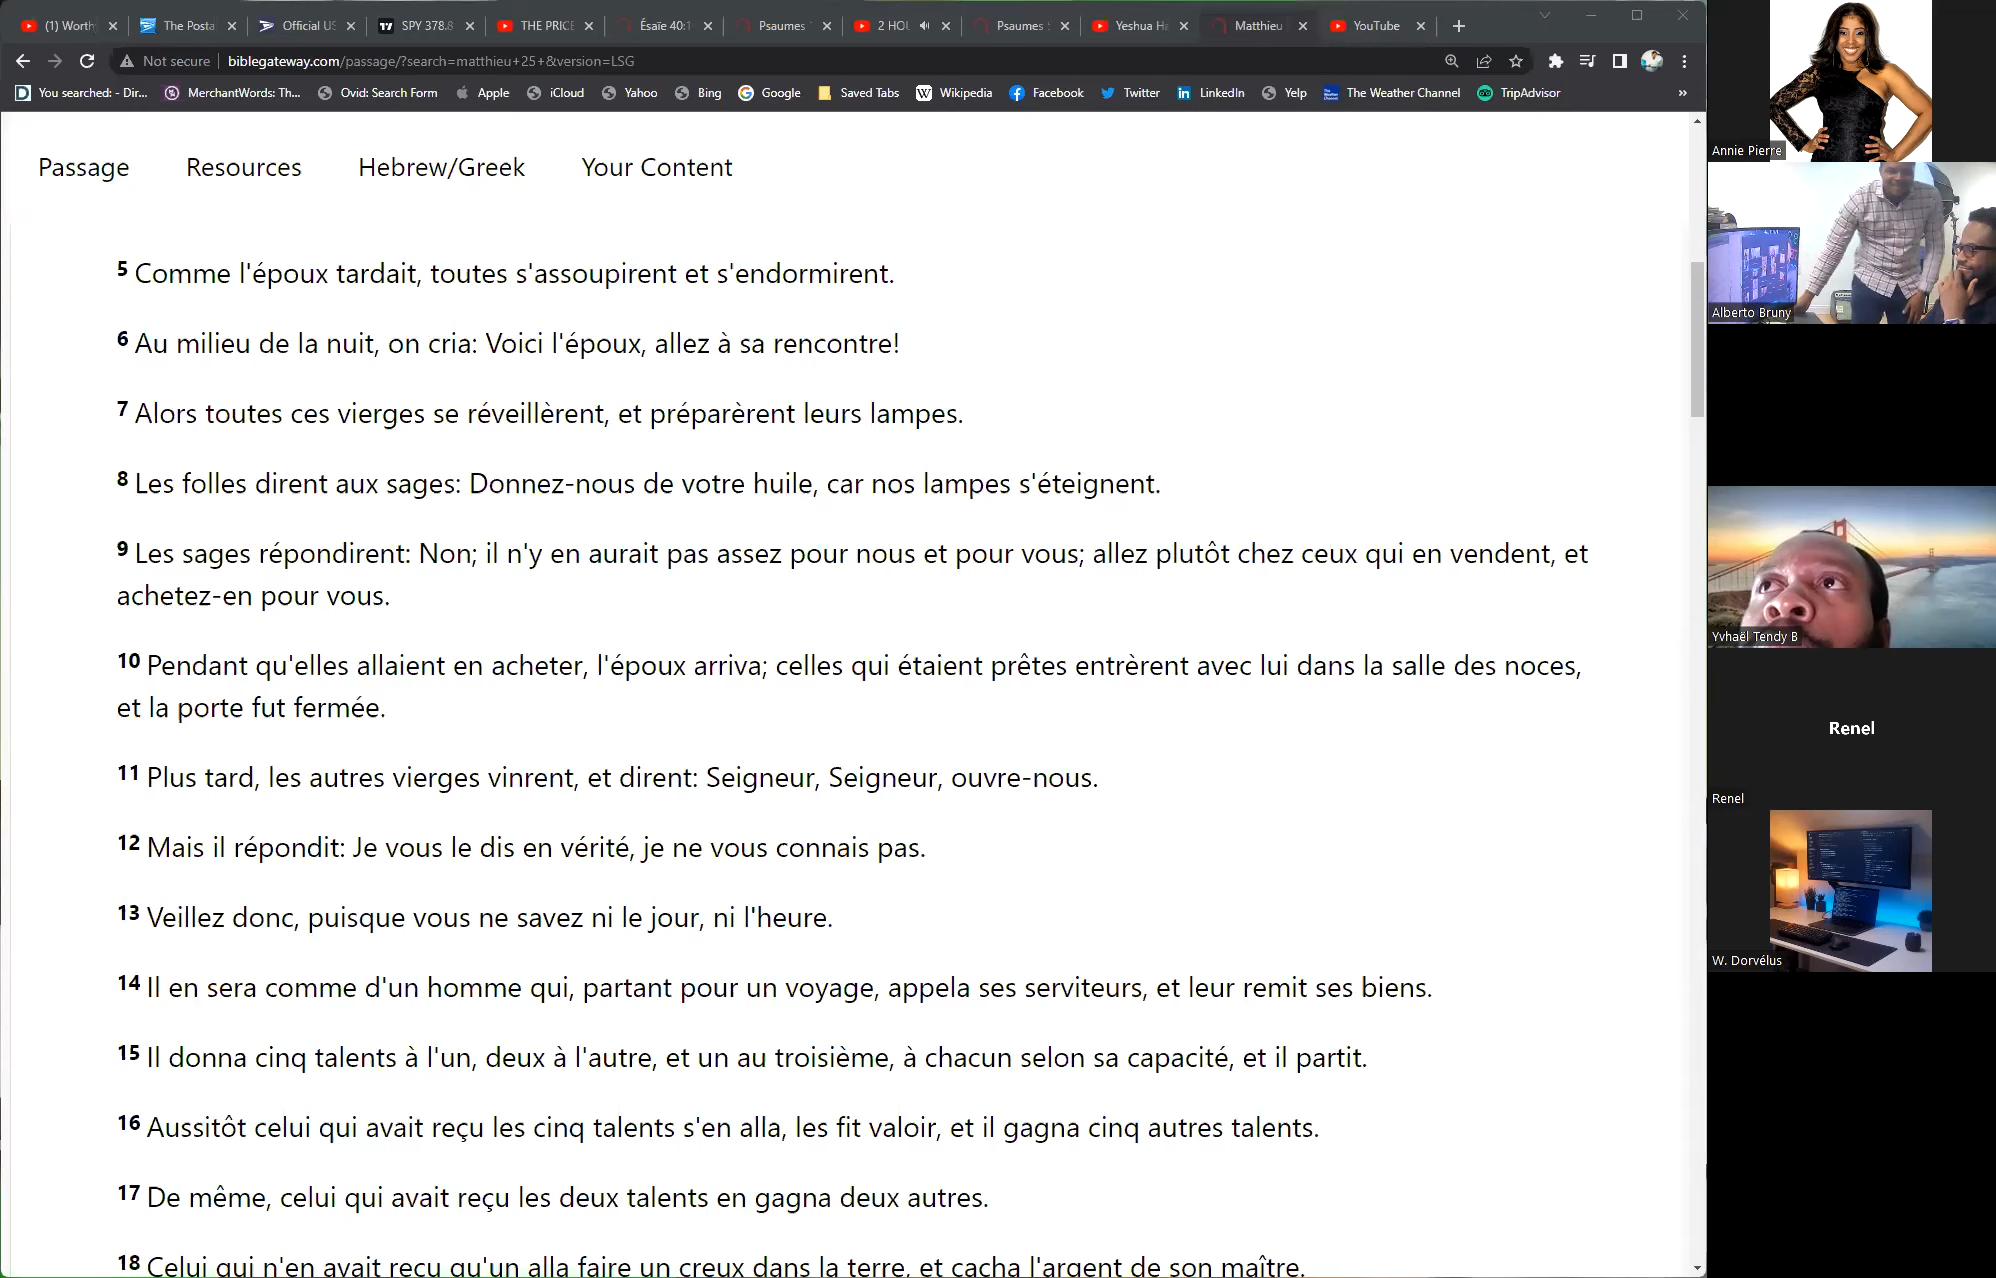 (1) Worth
The Posta
Official US
SPY 378.8
THE PRICE
Ésaïe 40:1
Psaumes
2 HOU
Psaumes
Yeshua Ha
Matthieu
YouTube
Not secure
biblegateway.com/passage/?search=matthieu+25+&version=LSG
You searched: - Dir...
MerchantWords: Th...
Ovid: Search Form
Apple
iCloud
Yahoo
Bing
Google
Saved Tabs
Wikipedia
Facebook
Twitter
LinkedIn
Yelp
The Weather Channel
TripAdvisor
»
Passage
Resources
Hebrew/Greek
Your Content
5 Comme l'époux tardait, toutes s'assoupirent et s'endormirent.
6 Au milieu de la nuit, on cria: Voici l'époux, allez à sa rencontre!
7 Alors toutes ces vierges se réveillèrent, et préparèrent leurs lampes.
8 Les folles dirent aux sages: Donnez-nous de votre huile, car nos lampes s'éteignent.
9 Les sages répondirent: Non; il n'y en aurait pas assez pour nous et pour vous; allez plutôt chez ceux qui en vendent, et
achetez-en pour vous.
10 Pendant qu'elles allaient en acheter, l'époux arriva; celles qui étaient prêtes entrèrent avec lui dans la salle des noces,
et la porte fut fermée.
11 Plus tard, les autres vierges vinrent, et dirent: Seigneur, Seigneur, ouvre-nous.
12 Mais il répondit: Je vous le dis en vérité, je ne vous connais pas.
13 Veillez donc, puisque vous ne savez ni le jour, ni l'heure.
14 Il en sera comme d'un homme qui, partant pour un voyage, appela ses serviteurs, et leur remit ses biens.
15 Il donna cinq talents à l'un, deux à l'autre, et un au troisième, à chacun selon sa capacité, et il partit.
16 Aussitôt celui qui avait reçu les cinq talents s'en alla, les fit valoir, et il gagna cinq autres talents.
17 De même, celui qui avait reçu les deux talents en gagna deux autres.
18 Celui qui n'en avait reçu qu'un alla faire un creux dans la terre, et cacha l'argent de son maître.
Annie Pierre
Alberto Bruny
Yvhaël Tendy B
Renel
Renel
W. Dorvélus